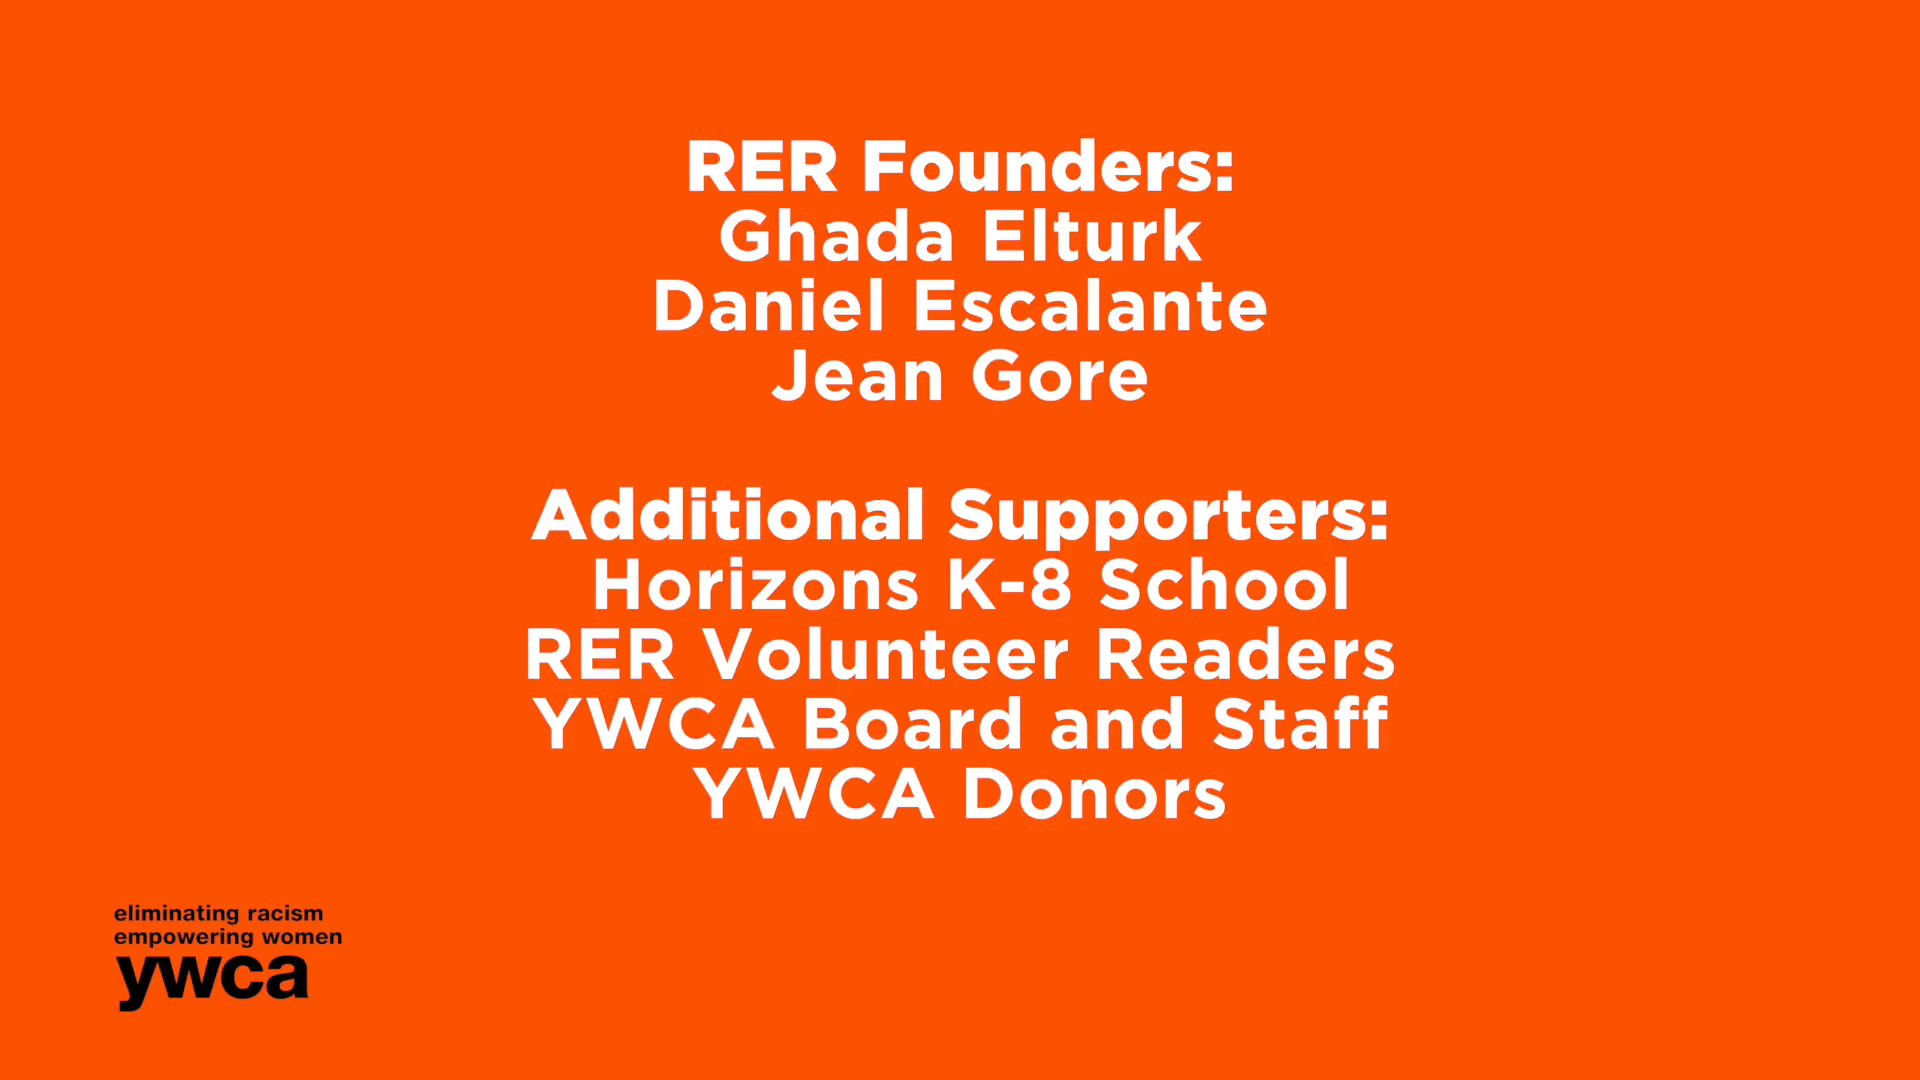 RER Founders:
Ghada Elturk
Daniel Escalante
Jean Gore
Additional Supporters:
Horizons K-8 School
RER Volunteer Readers
YWCA Board and Staff
YWCA Donors
eliminating racism
empowering women
ywca